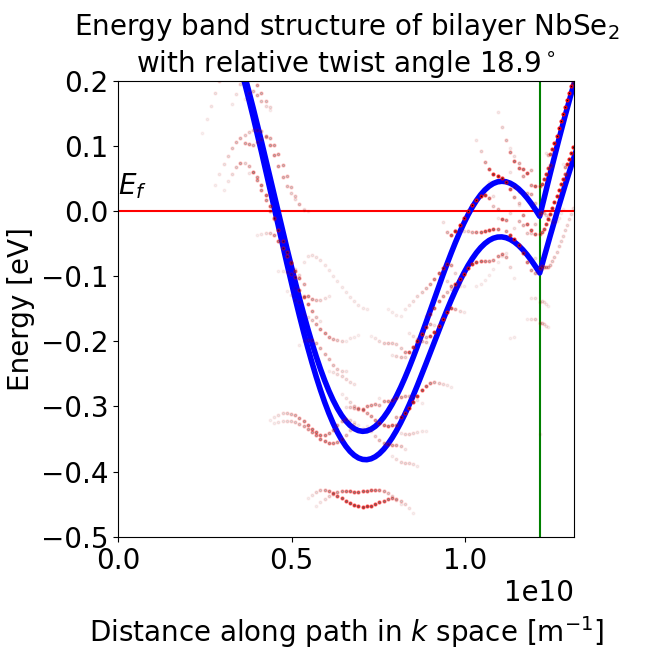 Energy band structure of bilayer NbSe₂
with relative twist angle 18.9°
0.2
0.1
E_f
0.0
−0.1
−0.2
−0.3
−0.4
−0.5
Energy [eV]
0.0 0.5 1.0
1e10
Distance along path in k space [m⁻¹]